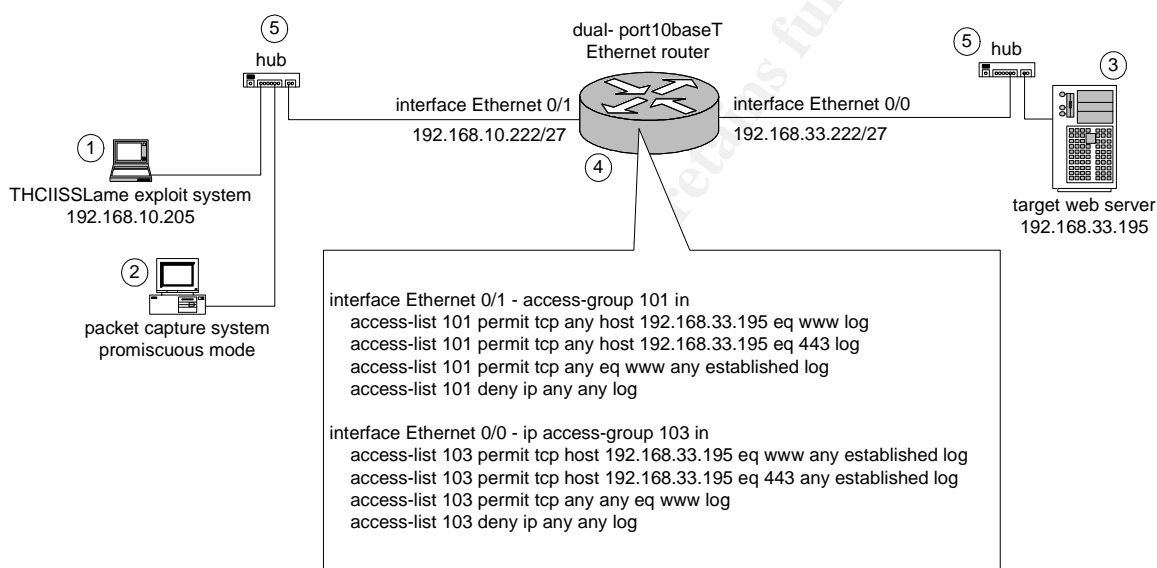 5
hub
dual- port10baseT
Ethernet router
5
hub
3
interface Ethernet 0/1
192.168.10.222/27
interface Ethernet 0/0
192.168.33.222/27
4
1
THCIISSLame exploit system
192.168.10.205
target web server
192.168.33.195
2
packet capture system
promiscuous mode
interface Ethernet 0/1 - access-group 101 in
access-list 101 permit tcp any host 192.168.33.195 eq www log
access-list 101 permit tcp any host 192.168.33.195 eq 443 log
access-list 101 permit tcp any eq www any established log
access-list 101 deny ip any any log
interface Ethernet 0/0 - ip access-group 103 in
access-list 103 permit tcp host 192.168.33.195 eq www any established log
access-list 103 permit tcp host 192.168.33.195 eq 443 any established log
access-list 103 permit tcp any any eq www log
access-list 103 deny ip any any log
retains